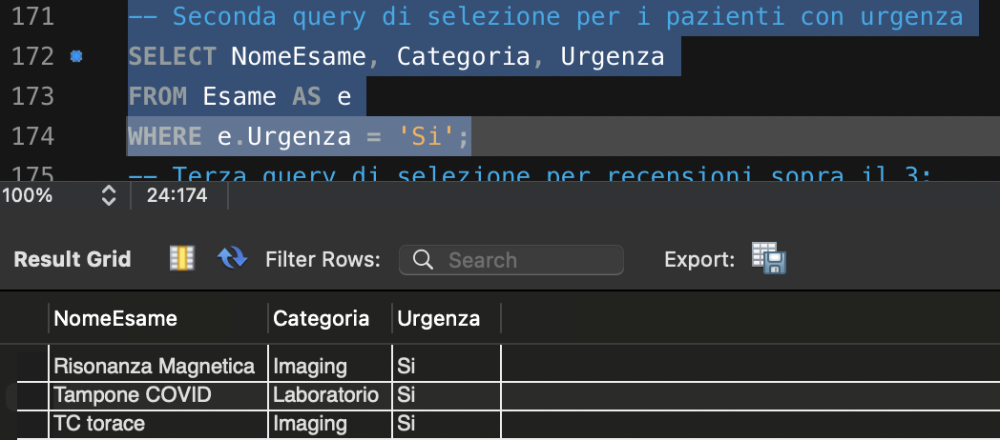 171 -- Seconda query di selezione per i pazienti con urgenza
172 SELECT NomeEsame, Categoria, Urgenza
173 FROM Esame AS e
174 WHERE e.Urgenza = 'Si';
175 -- Terza query di selezione per recensioni sopra il 3:
100% 24:174
Result Grid Filter Rows: Search Export:
NomeEsame Categoria Urgenza
Risonanza Magnetica Imaging Si
Tampone COVID Laboratorio Si
TC torace Imaging Si